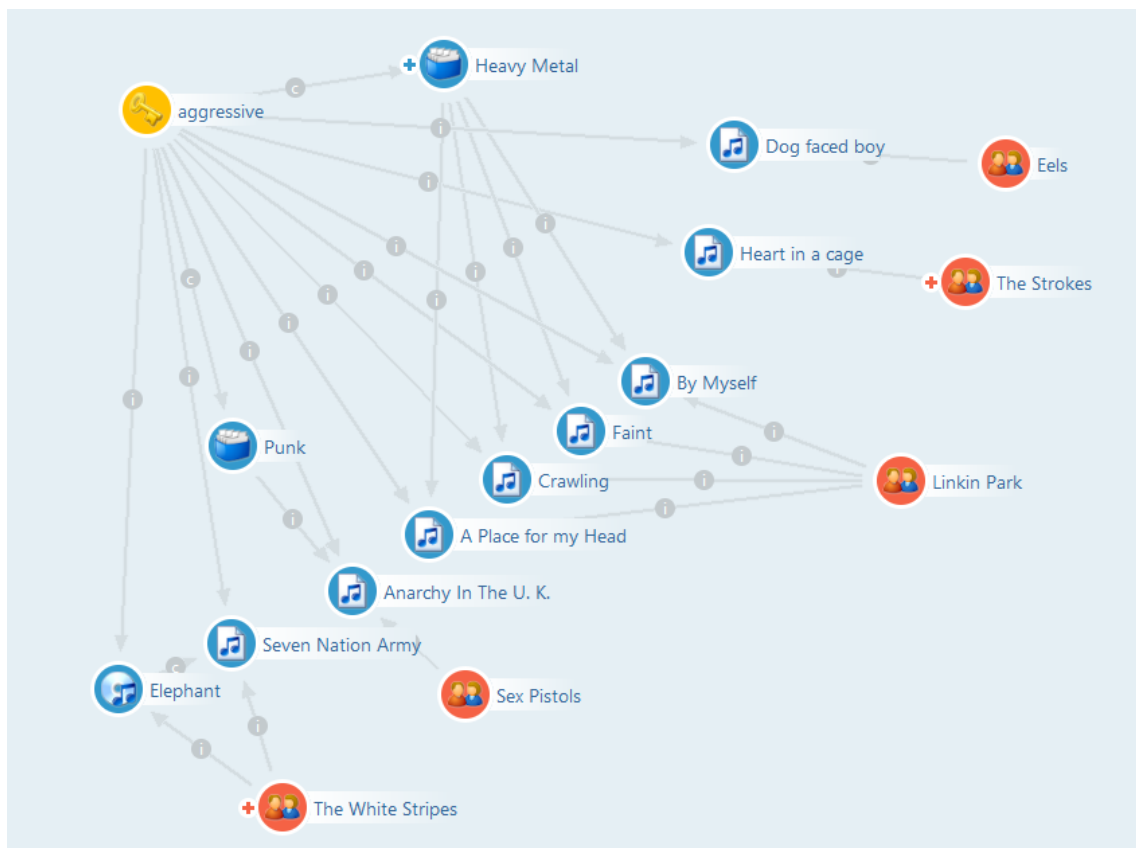 Heavy Metal
c
aggressive
i
Dog faced boy
Eels
i
i
i
Heart in a cage
i
i
i
c
i
The Strokes
i
i
i
i
i
i
By Myself
i
Faint
i
Punk
i
Crawling
i
Linkin Park
i
i
A Place for my Head
Anarchy In The U. K.
Seven Nation Army
c
Elephant
Sex Pistols
i
i
The White Stripes